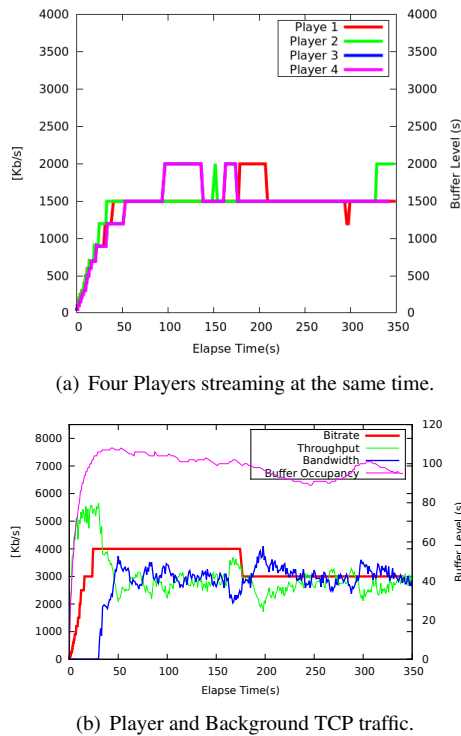 4000
3500
3000
2500
2000
1500
1000
500
0
[Kb/s]
Playe 1
Player 2
Player 3
Player 4
4000
3500
3000
2500
2000
1500
1000
500
0
Buffer Level (s)
0 50 100 150 200 250 300 350
Elapse Time(s)
(a) Four Players streaming at the same time.
8000
7000
6000
5000
4000
3000
2000
1000
0
[Kb/s]
Bitrate
Throughput
Bandwidth
Buffer Occupancy
120
100
80
60
40
20
0
Buffer Level (s)
0 50 100 150 200 250 300 350
Elapse Time(s)
(b) Player and Background TCP traffic.